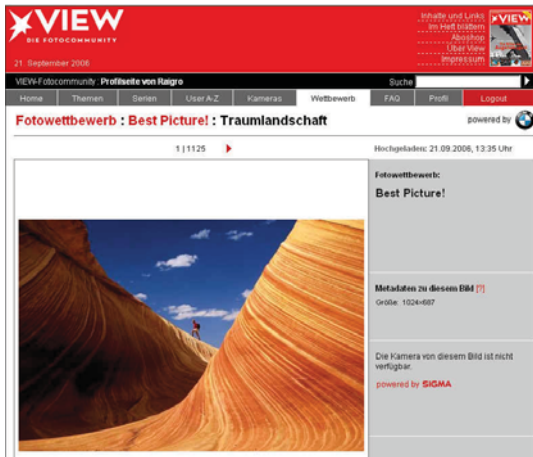 VIEW
DIE FOTOCOMMUNITY
21. September 2006
Inhalte und Links
Im Heft blättern
Aboshop
Über View
Impressum
VIEW
VIEW-Fotocommunity: Profilseite von Raigro
Suche
Home Themen Serien User A-Z Kameras Wettbewerb FAQ Profil Logout
Fotowettbewerb : Best Picture! : Traumlandschaft
powered by
1 | 1125
Hochgeladen: 21.09.2006, 13:35 Uhr
Fotowettbewerb:
Best Picture!
Metadaten zu diesem Bild [?]
Größe: 1024×687
Die Kamera von diesem Bild ist nicht
verfügbar.
powered by SIGMA